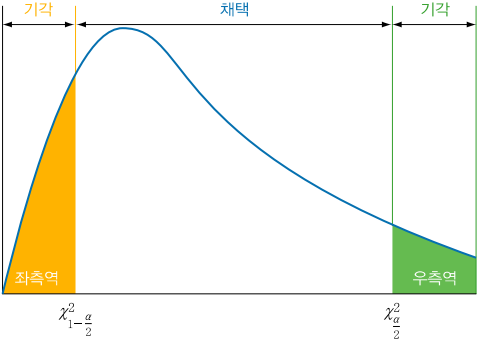 기각 채택 기각
좌측역 우측역
χ²_{1-α/2} χ²_{α/2}